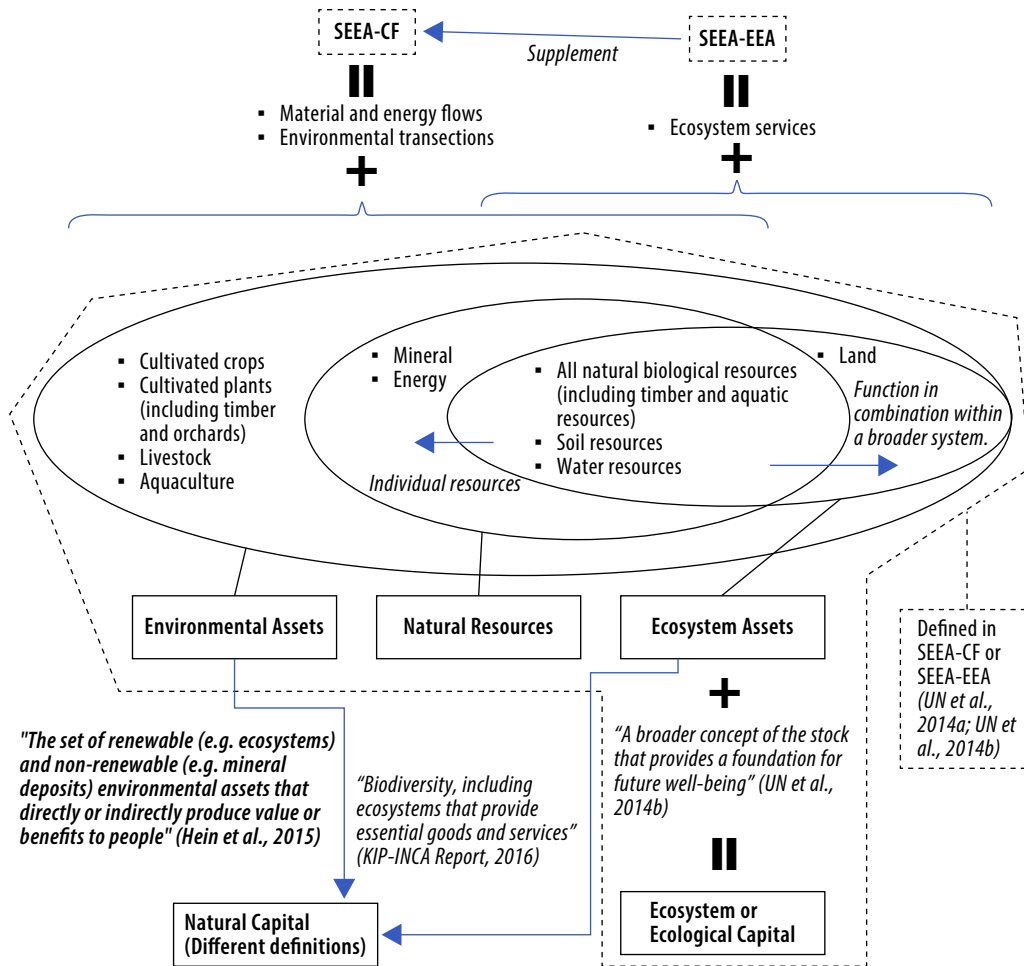 SEEA-CF
SEEA-EEA
Supplement
▪ Material and energy flows
▪ Environmental transections
▪ Ecosystem services
+
+
▪ Cultivated crops
▪ Cultivated plants
(including timber
and orchards)
▪ Livestock
▪ Aquaculture
▪ Mineral
▪ Energy
▪ All natural biological resources
(including timber and aquatic
resources)
▪ Soil resources
▪ Water resources
▪ Land
Function in
combination within
a broader system.
Individual resources
Environmental Assets
Natural Resources
Ecosystem Assets
Defined in
SEEA-CF or
SEEA-EEA
(UN et al.,
2014a; UN et
al., 2014b)
+
"The set of renewable (e.g. ecosystems)
and non-renewable (e.g. mineral
deposits) environmental assets that
directly or indirectly produce value or
benefits to people" (Hein et al., 2015)
“Biodiversity, including
ecosystems that provide
essential goods and services”
(KIP-INCA Report, 2016)
“A broader concept of the stock
that provides a foundation for
future well-being” (UN et al.,
2014b)
Natural Capital
(Different definitions)
Ecosystem or
Ecological Capital